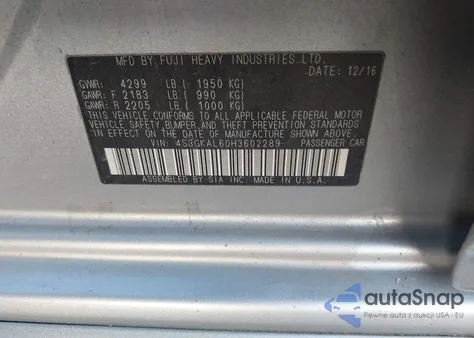 MFD BY FUJI HEAVY INDUSTRIES LTD.
DATE: 12/16
GVWR: 4299 LB ( 1950 KG)
GAWR: F 2183 LB ( 990 KG)
GAWR: R 2205 LB ( 1000 KG)
THIS VEHICLE CONFORMS TO ALL APPLICABLE FEDERAL MOTOR
VEHICLE SAFETY, BUMPER, AND THEFT PREVENTION STANDARDS
IN EFFECT ON THE DATE OF MANUFACTURE SHOWN ABOVE.
VIN: 4S3GKAL60H3602289 PASSENGER CAR
ASSEMBLED BY SIA INC. MADE IN U.S.A.
autoSnap
Pewne auta z aukcji USA i EU